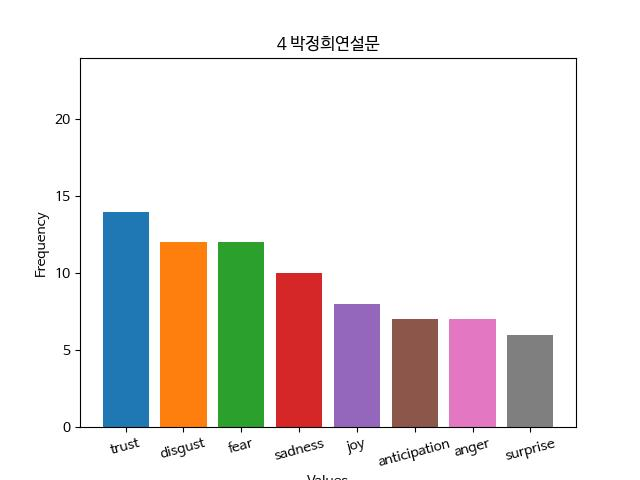 4 박정희연설문
Frequency
20
15
10
5
0
trust disgust fear sadness joy anticipation anger surprise
Values